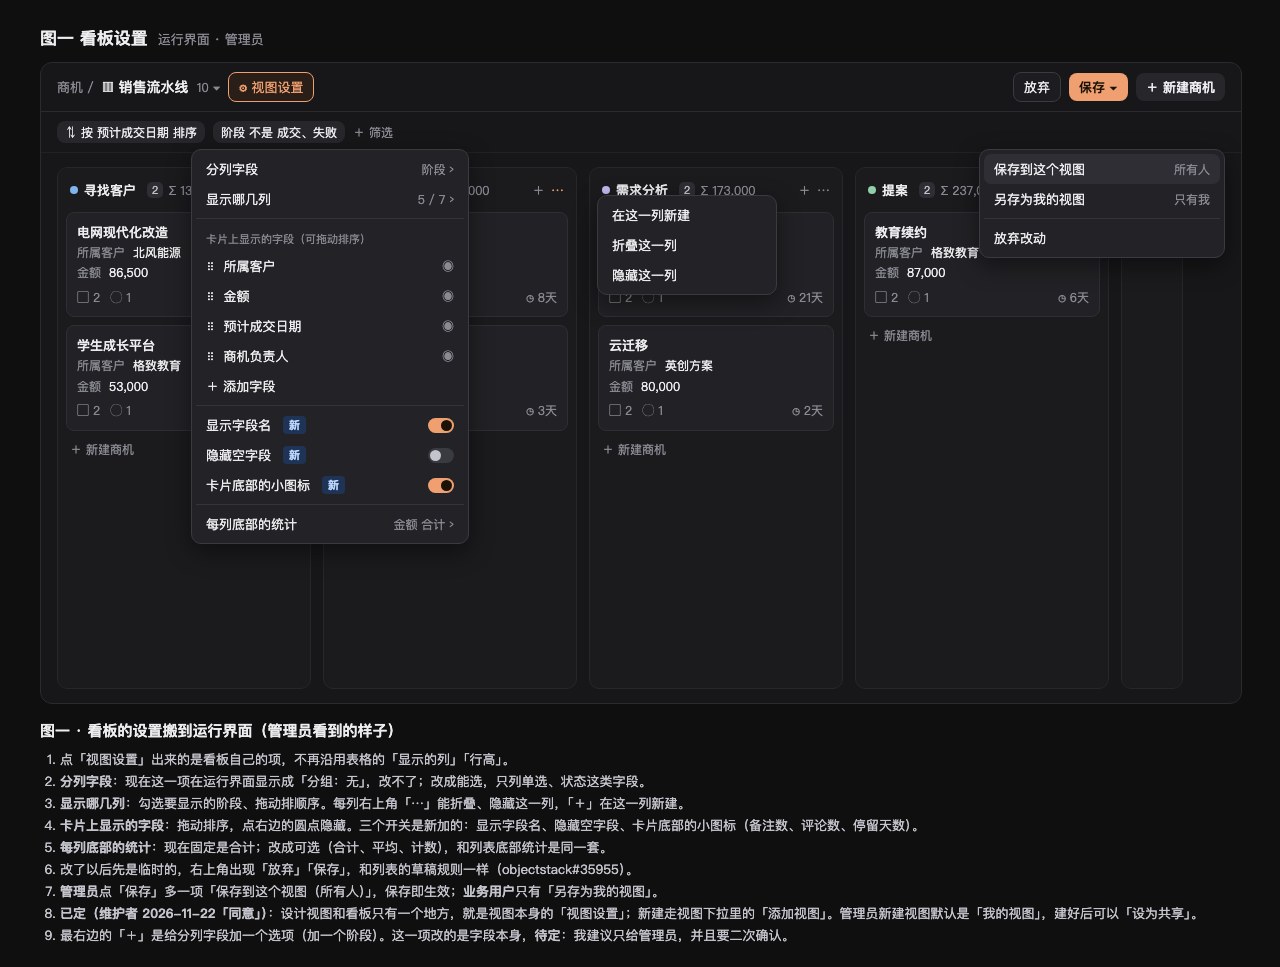 图一 看板设置 运行界面 · 管理员
商机 / 销售流水线 10 视图设置 放弃 保存 + 新建商机
按 预计成交日期 排序 阶段 不是 成交、失败 + 筛选
寻找客户 2 Σ 13
000 + ···
需求分析 2 Σ 173,000 + ···
提案 2 Σ 237,0
电网现代化改造
所属客户 北风能源
金额 86,500
2 1
学生成长平台
所属客户 格致教育
金额 53,000
2 1
+ 新建商机
分列字段 阶段 ›
显示哪几列 5 / 7 ›
卡片上显示的字段（可拖动排序）
所属客户
金额
预计成交日期
商机负责人
+ 添加字段
显示字段名 新
隐藏空字段 新
卡片底部的小图标 新
每列底部的统计 金额 合计 ›
8天
3天
在这一列新建
折叠这一列
隐藏这一列
2 1 21天
云迁移
所属客户 英创方案
金额 80,000
2 1 2天
+ 新建商机
教育续约
所属客户 格致教育
金额 87,000
2 1 6天
+ 新建商机
保存到这个视图 所有人
另存为我的视图 只有我
放弃改动
图一 · 看板的设置搬到运行界面（管理员看到的样子）
1. 点「视图设置」出来的是看板自己的项，不再沿用表格的「显示的列」「行高」。
2. 分列字段：现在这一项在运行界面显示成「分组：无」，改不了；改成能选，只列单选、状态这类字段。
3. 显示哪几列：勾选要显示的阶段、拖动排顺序。每列右上角「···」能折叠、隐藏这一列，「+」在这一列新建。
4. 卡片上显示的字段：拖动排序，点右边的圆点隐藏。三个开关是新加的：显示字段名、隐藏空字段、卡片底部的小图标（备注数、评论数、停留天数）。
5. 每列底部的统计：现在固定是合计；改成可选（合计、平均、计数），和列表底部统计是同一套。
6. 改了以后先是临时的，右上角出现「放弃」「保存」，和列表的草稿规则一样（objectstack#35955）。
7. 管理员点「保存」多一项「保存到这个视图（所有人）」，保存即生效；业务用户只有「另存为我的视图」。
8. 已定（维护者 2026-11-22「同意」）：设计视图和看板只有一个地方，就是视图本身的「视图设置」；新建走视图下拉里的「添加视图」。管理员新建视图默认是「我的视图」，建好后可以「设为共享」。
9. 最右边的「+」是给分列字段加一个选项（加一个阶段）。这一项改的是字段本身，待定：我建议只给管理员，并且要二次确认。